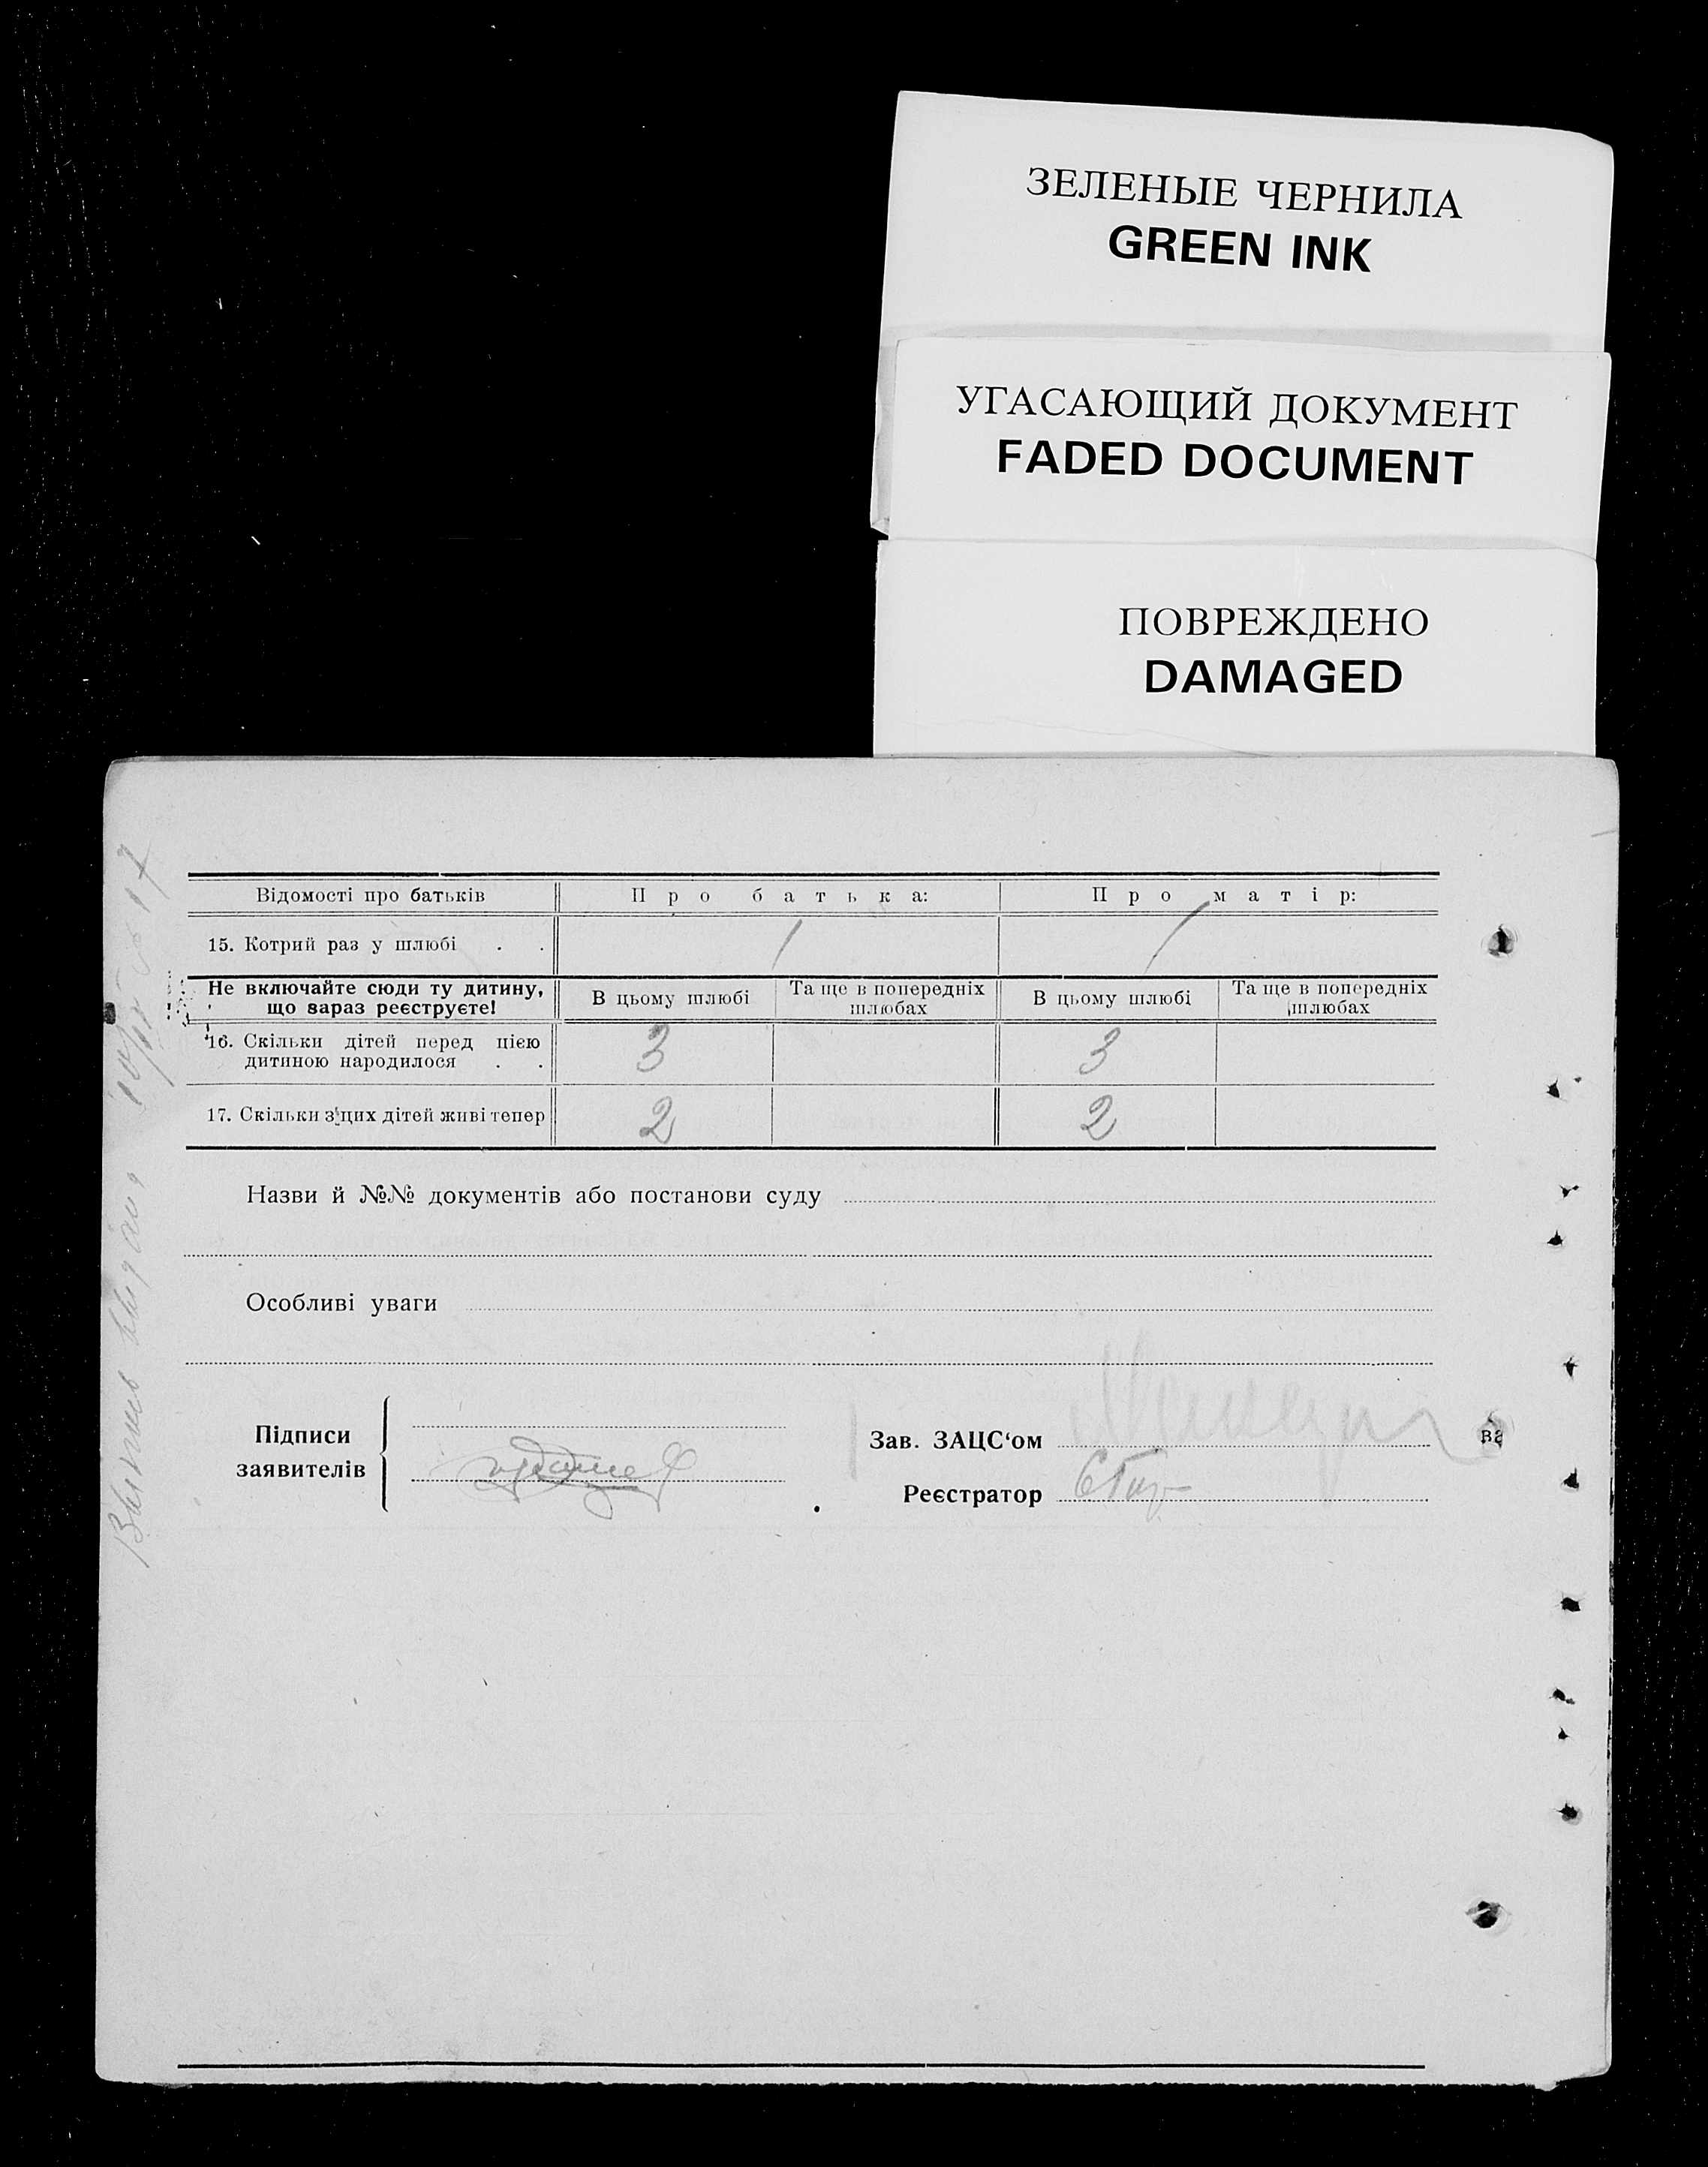 ЗЕЛЕНЫЕ ЧЕРНИЛА
GREEN INK
УГАСАЮЩИЙ ДОКУМЕНТ
FADED DOCUMENT
ПОВРЕЖДЕНО
DAMAGED
Відомості про батьків Про батька: Про матір:
15. Котрий раз у шлюбі . . 1 1
Не включайте сюди ту дитину, що вараз реєструєте! В цьому шлюбі Та ще в попередніх шлюбах В цьому шлюбі Та ще в попередніх шлюбах
16. Скільки дітей перед цією
дитиною народилося . . 3 3
17. Скільки з цих дітей живі тепер 2 2
Назви й №№ документів або постанови суду
Особливі уваги
Підписи
заявителів
Зав. ЗАЦС‘ом
Реєстратор
ва